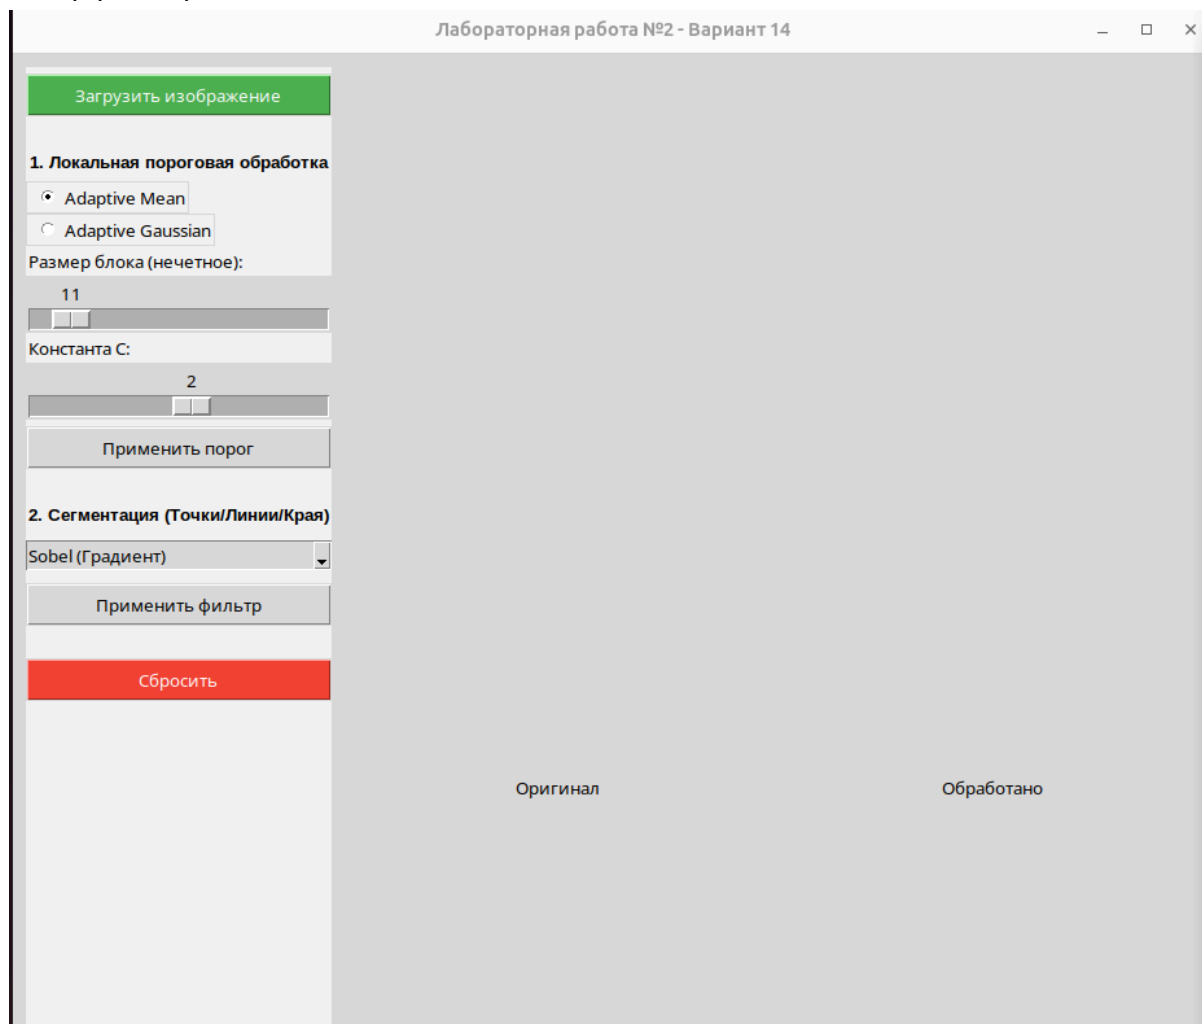 Лабораторная работа №2 - Вариант 14
Загрузить изображение
1. Локальная пороговая обработка
Adaptive Mean
Adaptive Gaussian
Размер блока (нечетное):
11
Константа C:
2
Применить порог
2. Сегментация (Точки/Линии/Края)
Sobel (Градиент)
Применить фильтр
Сбросить
Оригинал
Обработано